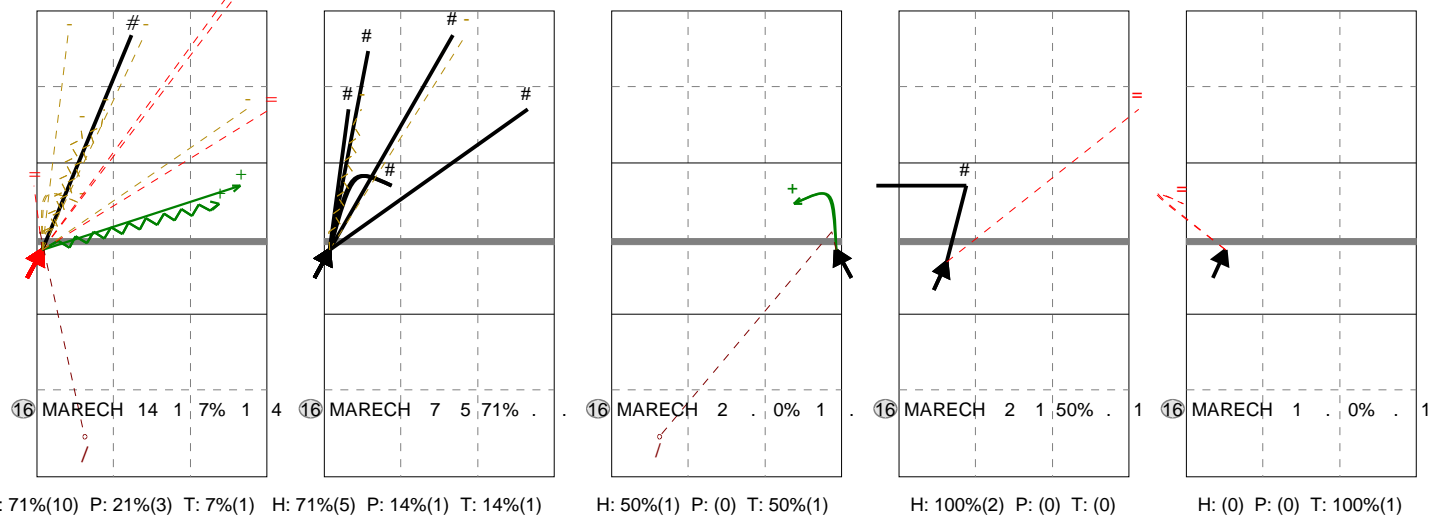 16 MARECH 14 1 7% 1 4
16 MARECH 7 5 71% . .
16 MARECH 2 . 0% 1 .
16 MARECH 2 1 50% . 1
16 MARECH 1 . 0% . 1
: 71%(10) P: 21%(3) T: 7%(1)
H: 71%(5) P: 14%(1) T: 14%(1)
H: 50%(1) P: (0) T: 50%(1)
H: 100%(2) P: (0) T: (0)
H: (0) P: (0) T: 100%(1)